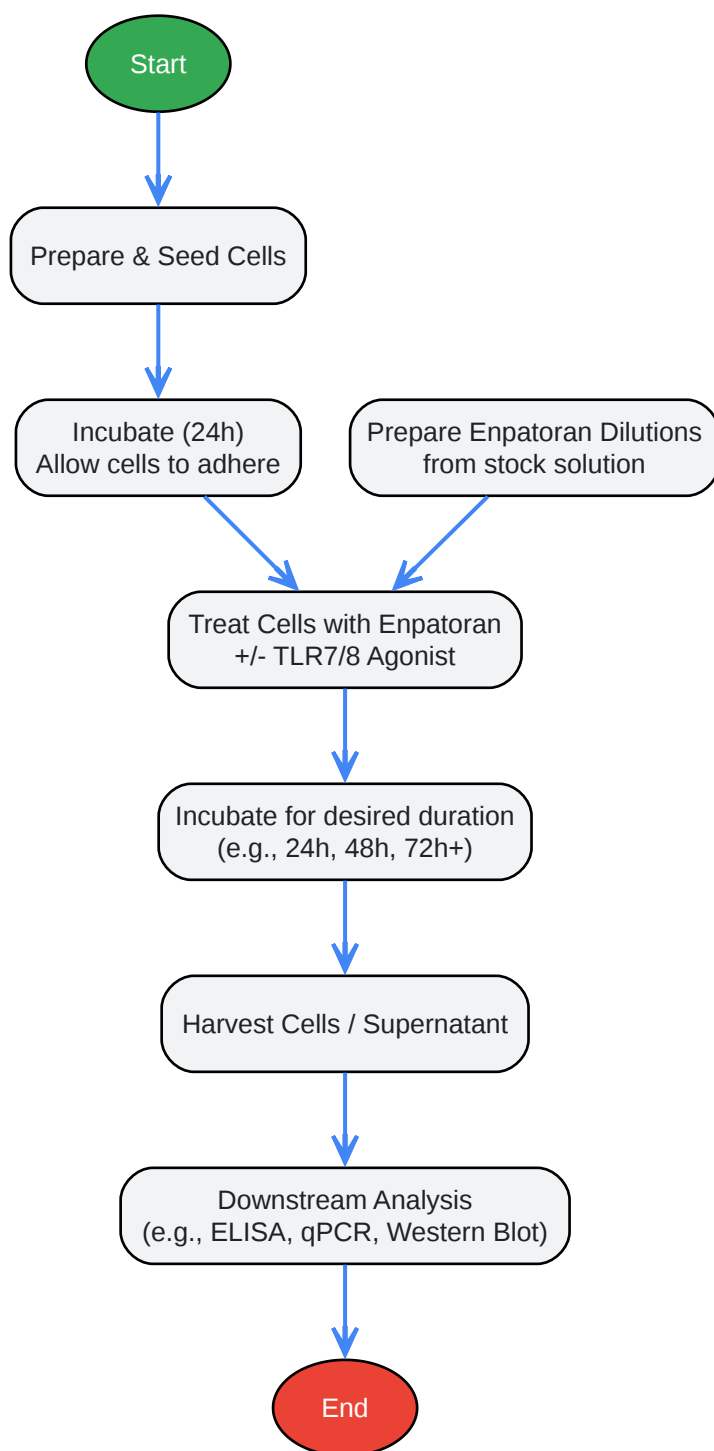 Start
Prepare & Seed Cells
Incubate (24h)
Allow cells to adhere
Prepare Enpatoran Dilutions
from stock solution
Treat Cells with Enpatoran
+/- TLR7/8 Agonist
Incubate for desired duration
(e.g., 24h, 48h, 72h+)
Harvest Cells / Supernatant
Downstream Analysis
(e.g., ELISA, qPCR, Western Blot)
End